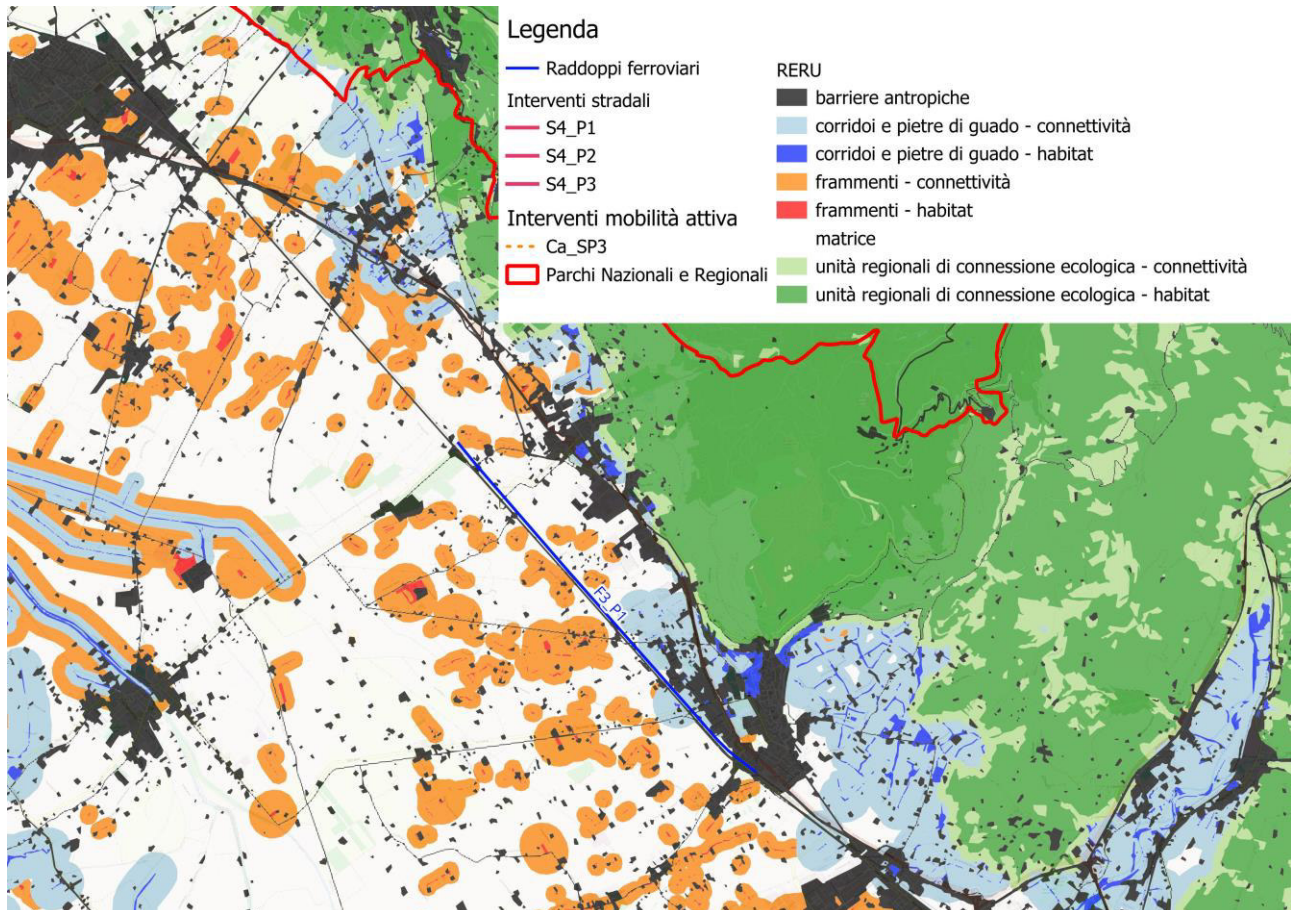 Legenda
Raddoppi ferroviari
Interventi stradali
S4_P1
S4_P2
S4_P3
Interventi mobilità attiva
Ca_SP3
Parchi Nazionali e Regionali
RERU
barriere antropiche
corridoi e pietre di guado - connettività
corridoi e pietre di guado - habitat
frammenti - connettività
frammenti - habitat
matrice
unità regionali di connessione ecologica - connettività
unità regionali di connessione ecologica - habitat
F3_P1